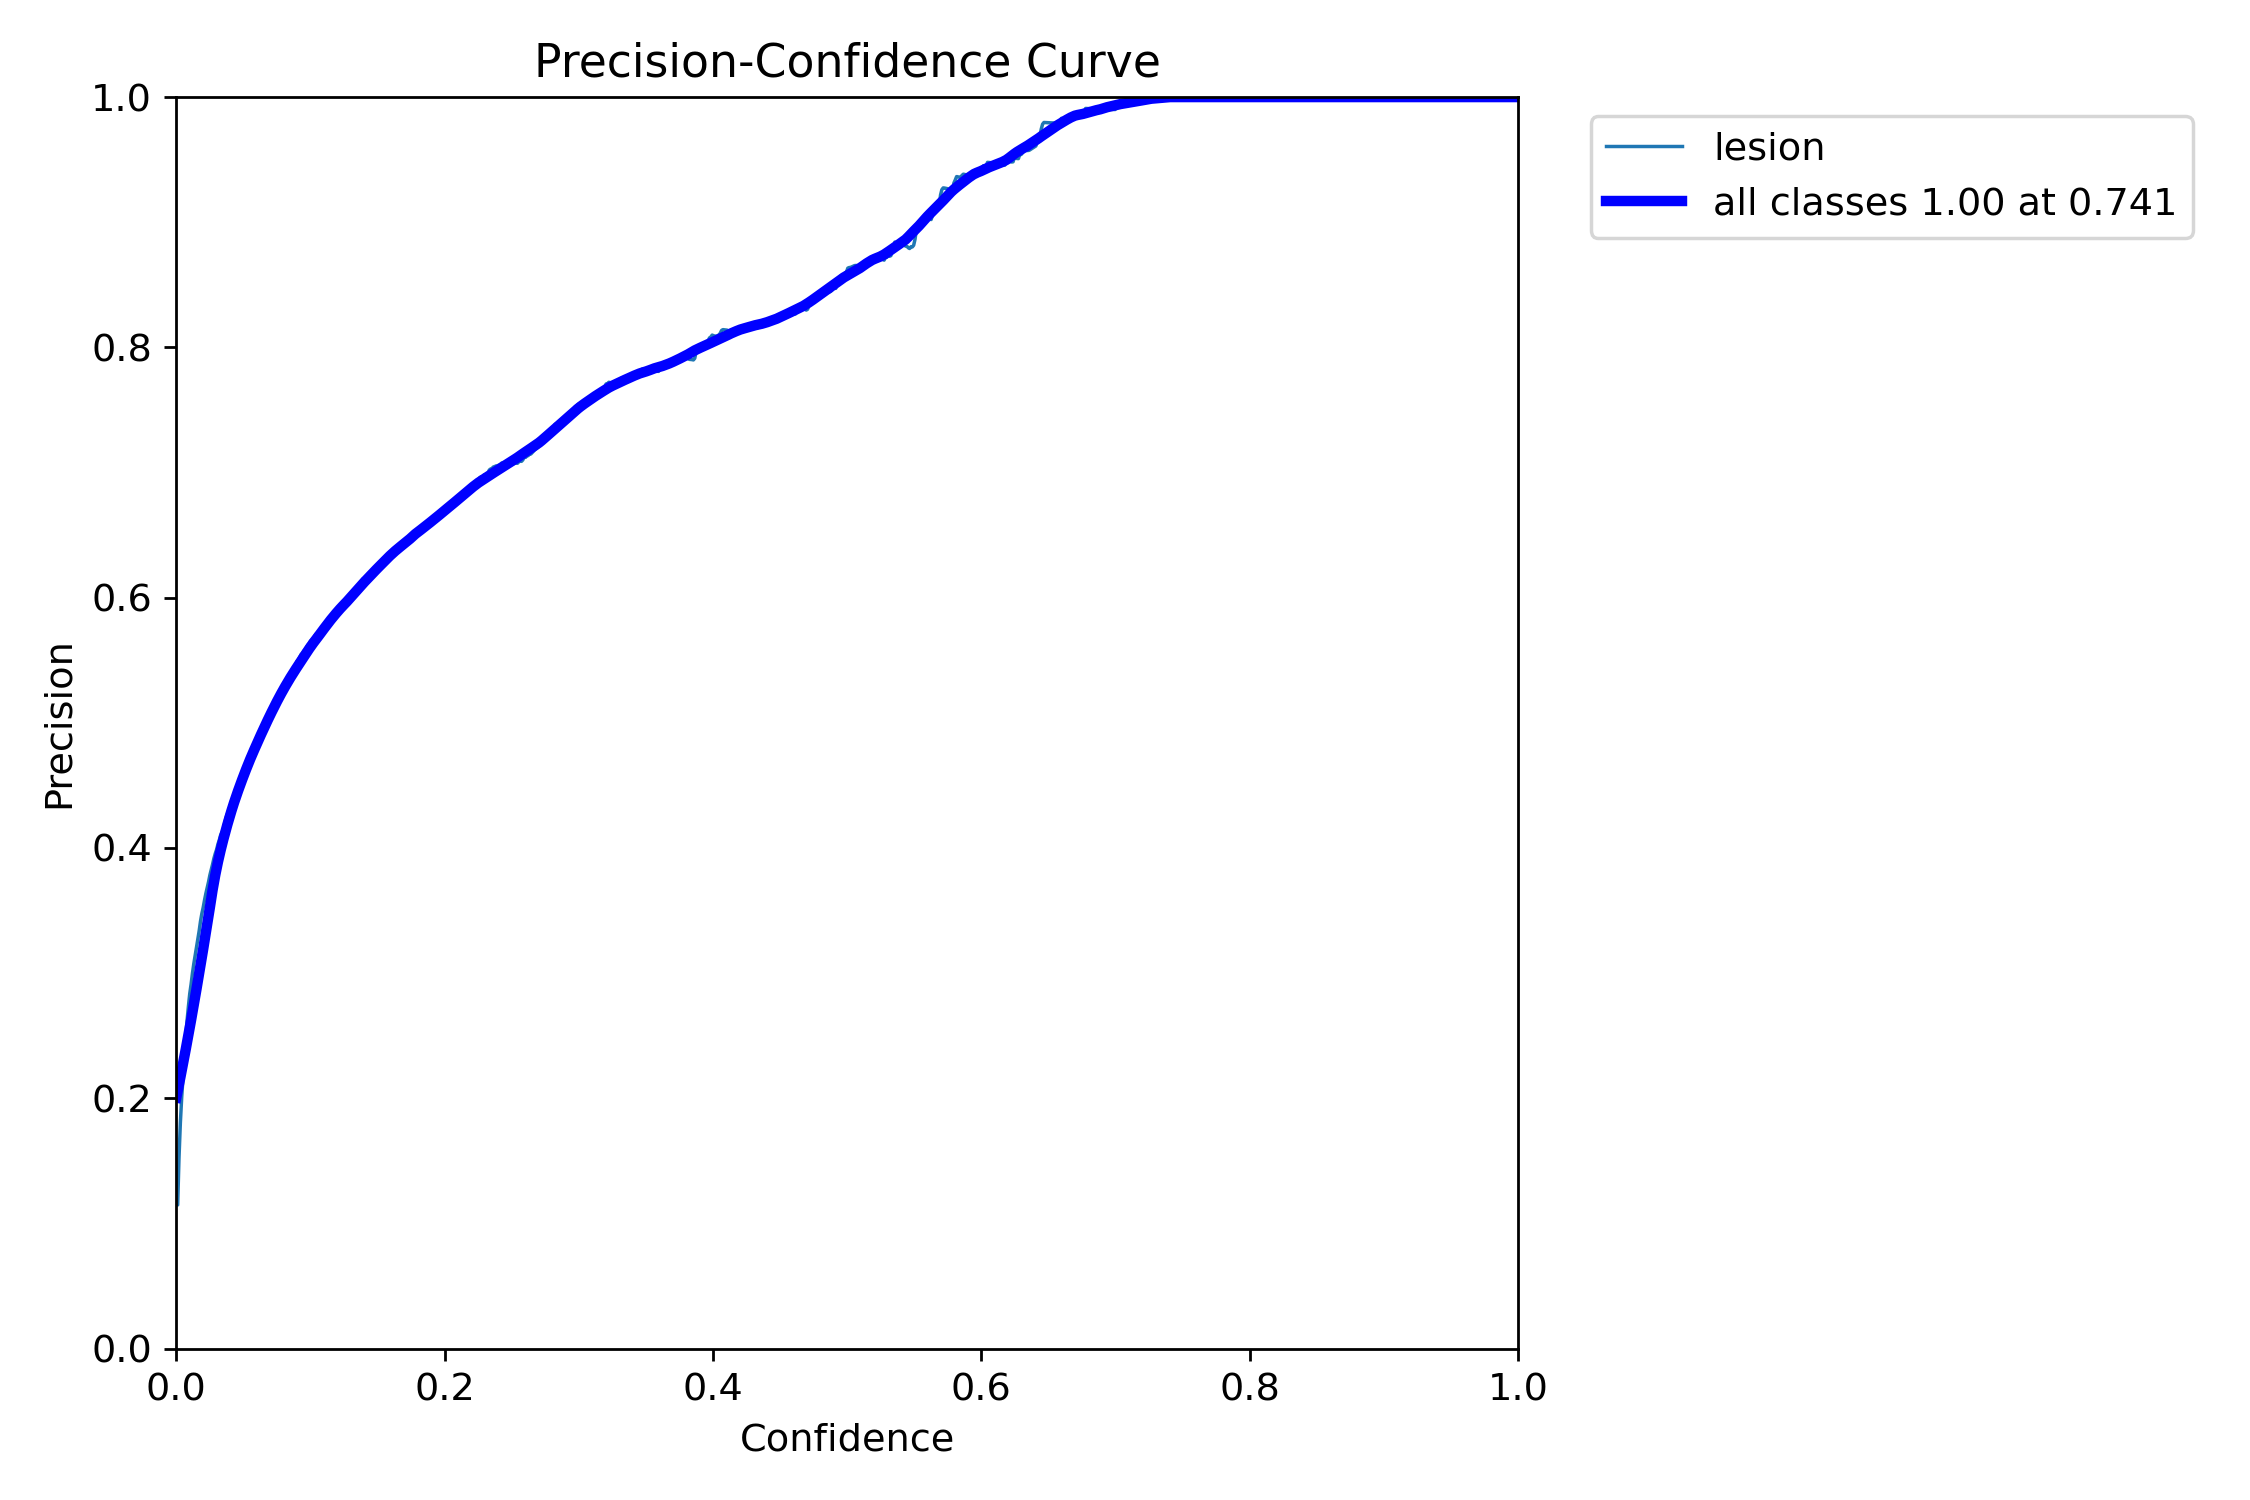 Precision-Confidence Curve
1.0
0.8
0.6
0.4
0.2
0.0
Precision
0.0 0.2 0.4 0.6 0.8 1.0
Confidence
lesion
all classes 1.00 at 0.741